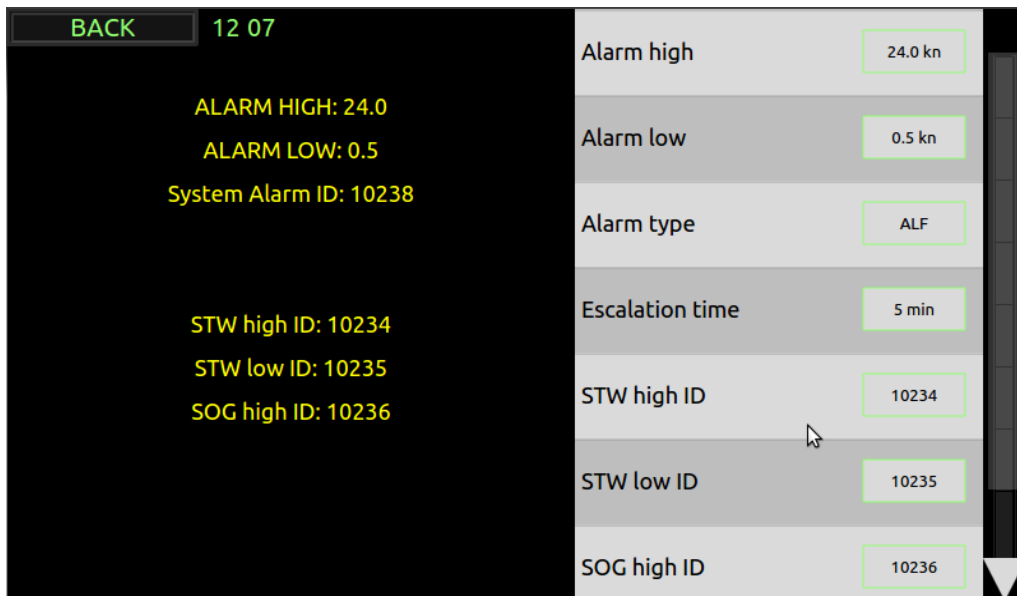 BACK
12 07
ALARM HIGH: 24.0
ALARM LOW: 0.5
System Alarm ID: 10238
STW high ID: 10234
STW low ID: 10235
SOG high ID: 10236
Alarm high 24.0 kn
Alarm low 0.5 kn
Alarm type ALF
Escalation time 5 min
STW high ID 10234
STW low ID 10235
SOG high ID 10236